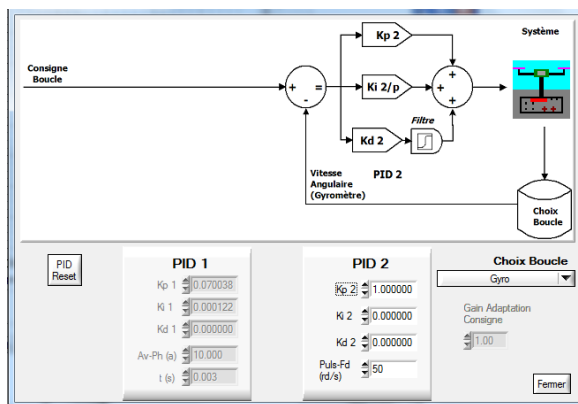 Système
Kp 2
Consigne
Boucle
+ - =
Ki 2/p
+ + +
Filtre
Kd 2
Vitesse
Angulaire
(Gyromètre)
PID 2
Choix
Boucle
PID
Reset
PID 1
Kp 1 0.070038
Ki 1 0.000122
Kd 1 0.000000
Av-Ph (a) 10.000
t (s) 0.003
PID 2
Kp 2 1.000000
Ki 2 0.000000
Kd 2 0.000000
Puls-Fd
(rd/s) 50
Choix Boucle
Gyro
Gain Adaptation
Consigne
1.00
Fermer